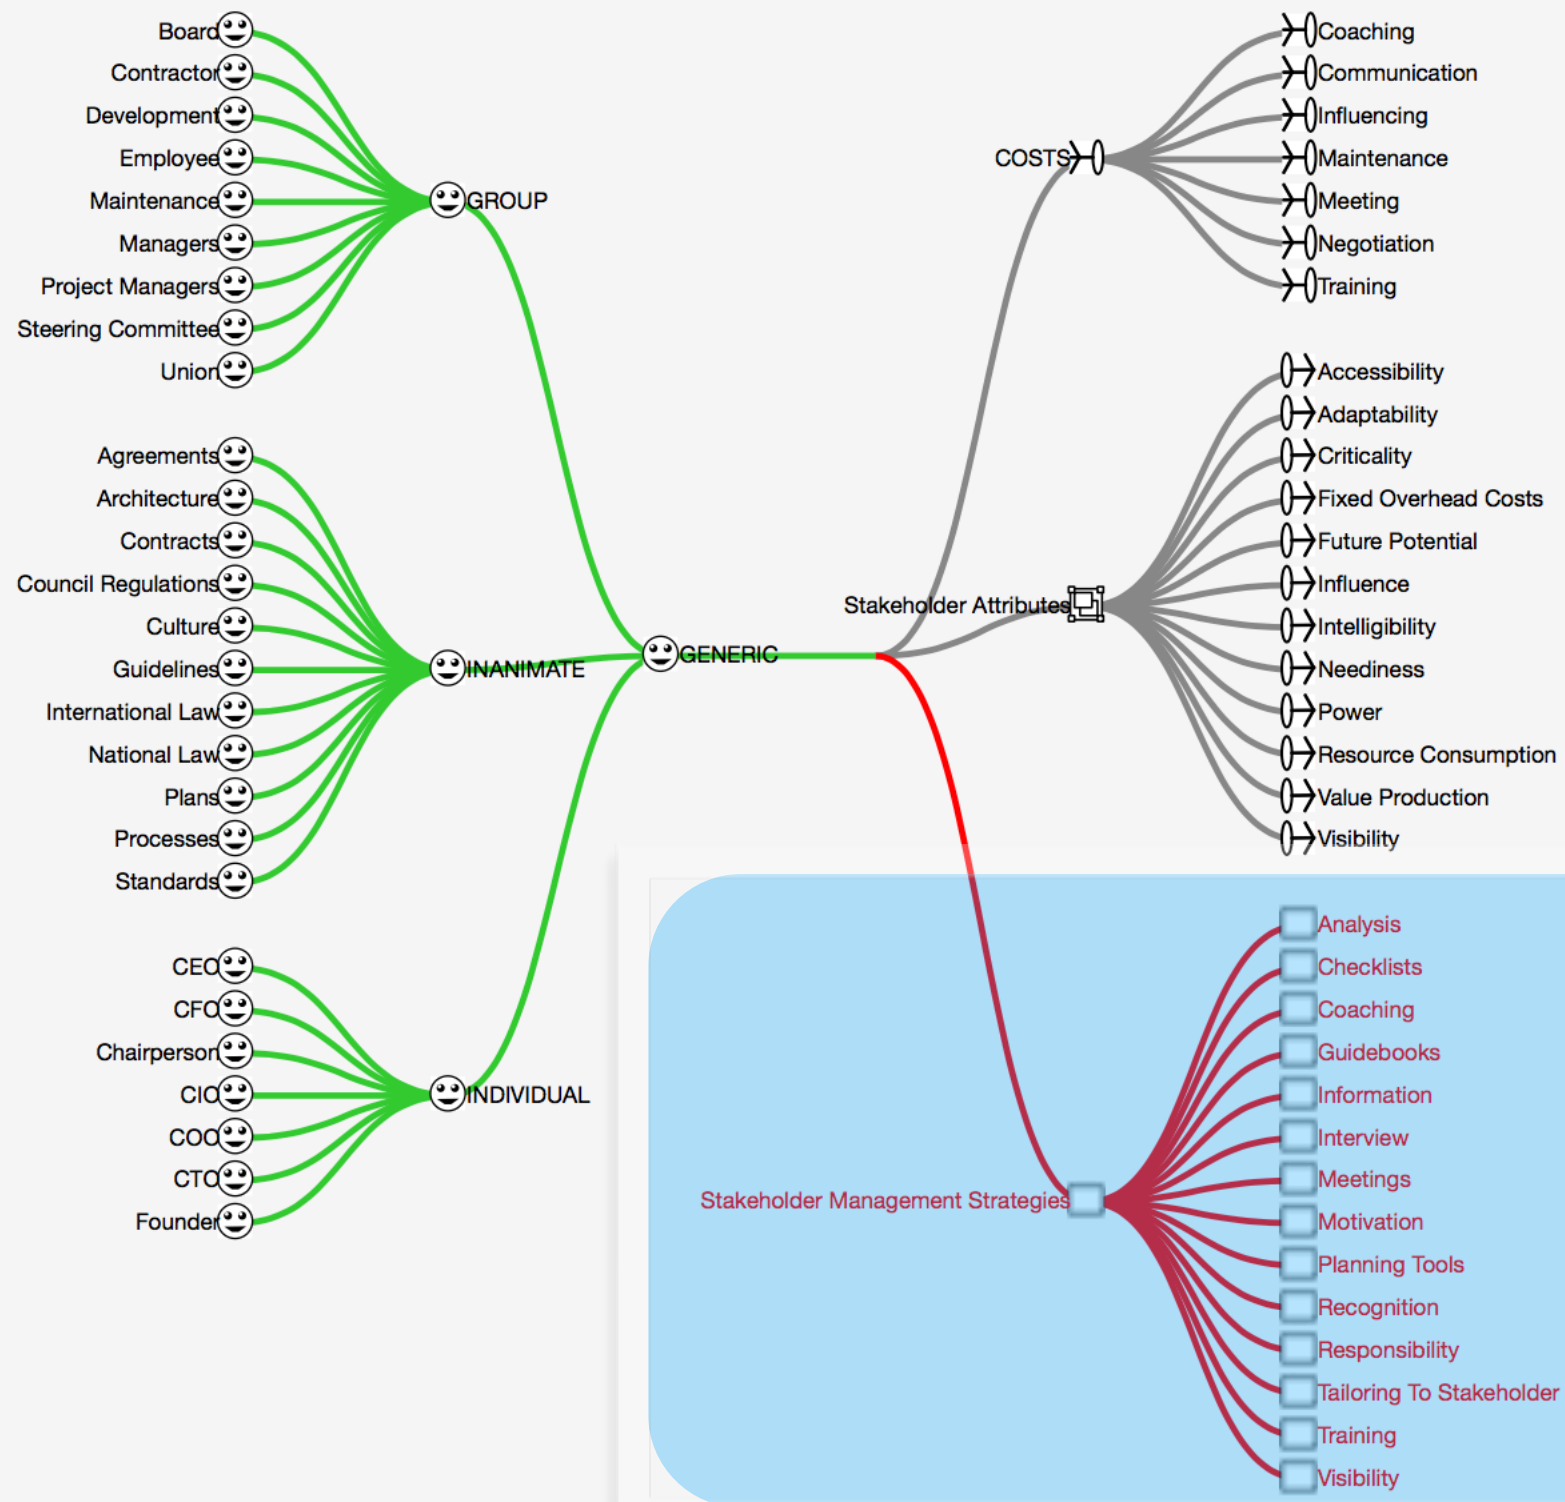 Board
Contractor
Development
Employee
Maintenance
Managers
Project Managers
Steering Committee
Union
GROUP
Agreements
Architecture
Contracts
Council Regulations
Culture
Guidelines
International Law
National Law
Plans
Processes
Standards
INANIMATE
CEO
CFO
Chairperson
CIO
COO
CTO
Founder
INDIVIDUAL
GENERIC
COSTS
Coaching
Communication
Influencing
Maintenance
Meeting
Negotiation
Training
Stakeholder Attributes
Accessibility
Adaptability
Criticality
Fixed Overhead Costs
Future Potential
Influence
Intelligibility
Neediness
Power
Resource Consumption
Value Production
Visibility
Stakeholder Management Strategies
Analysis
Checklists
Coaching
Guidebooks
Information
Interview
Meetings
Motivation
Planning Tools
Recognition
Responsibility
Tailoring To Stakeholder
Training
Visibility